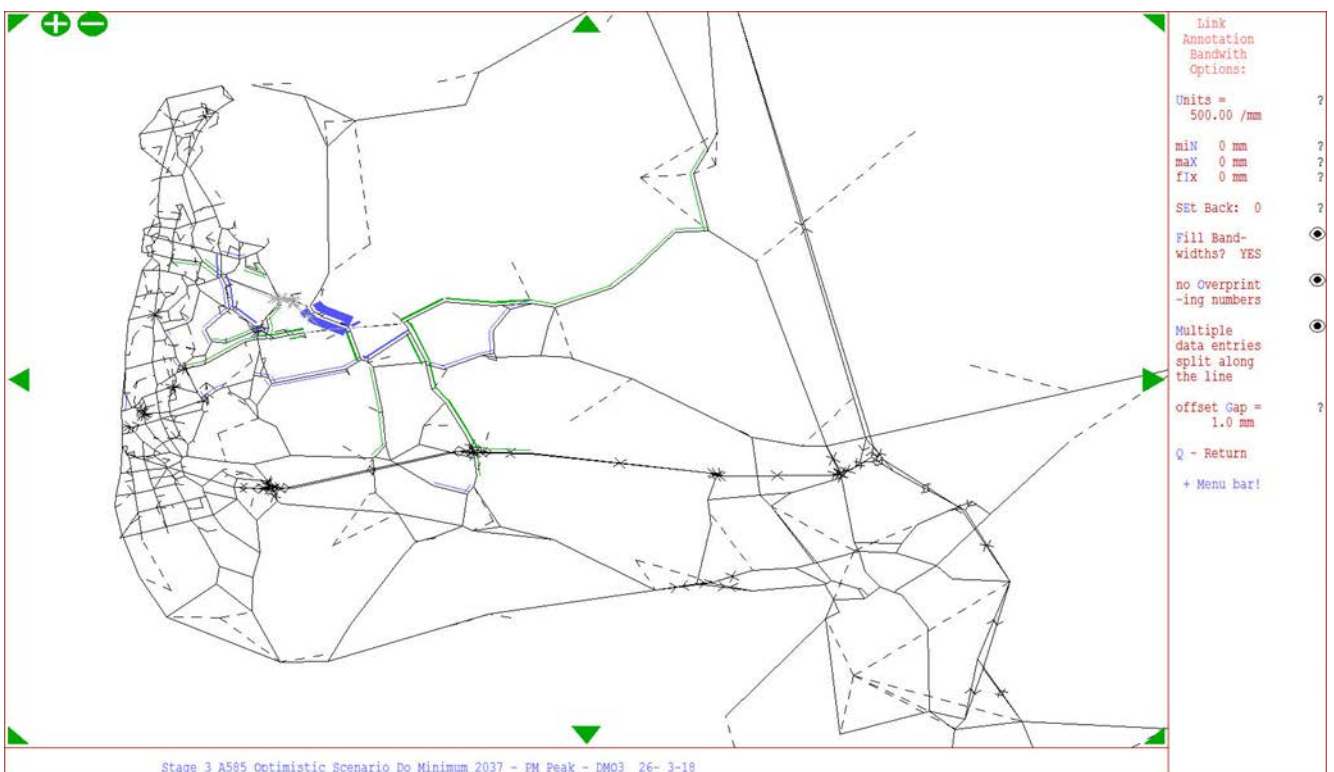 Link
Annotation
Bandwith
Options:
Units = ?
500.00 /mm
miN 0 mm ?
maX 0 mm ?
fIx 0 mm ?
SEt Back: 0 ?
Fill Band-
widths? YES
no Overprint
-ing numbers
Multiple
data entries
split along
the line
offset Gap = ?
1.0 mm
Q - Return
+ Menu bar!
Stage 3 A585 Optimistic Scenario Do Minimum 2037 - PM Peak - DMO3 26- 3-18